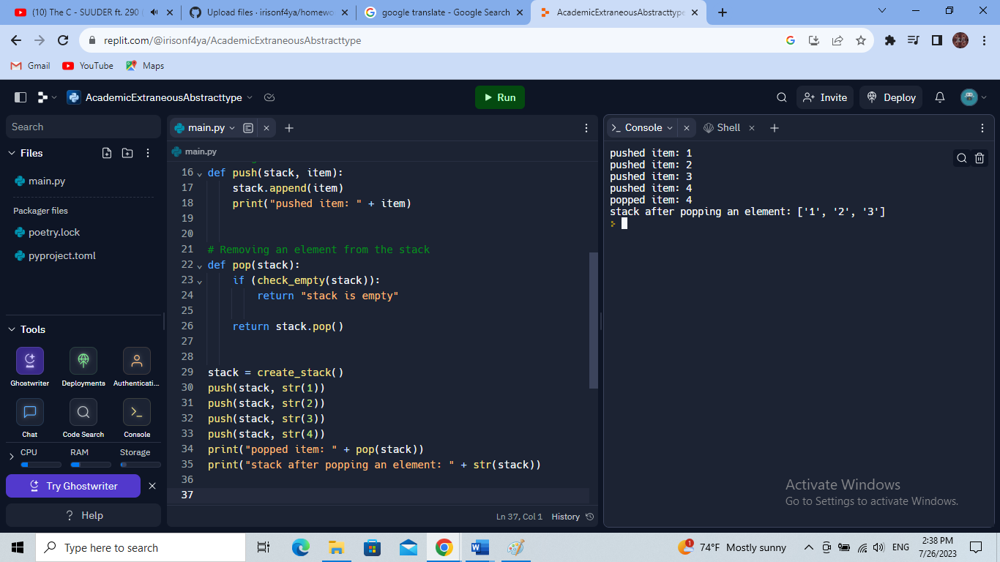 (10) The C - SUUDER ft. 290
Upload files · irisonf4ya/homewo
google translate - Google Search
AcademicExtraneousAbstracttype
replit.com/@irisonf4ya/AcademicExtraneousAbstracttype
Gmail
YouTube
Maps
AcademicExtraneousAbstracttype
Run
Invite
Deploy
Search
Files
main.py
Packager files
poetry.lock
pyproject.toml
Tools
Ghostwriter
Deployments
Authenticati...
Chat
Code Search
Console
CPU
RAM
Storage
Try Ghostwriter
? Help
main.py
main.py
16 def push(stack, item):
17 stack.append(item)
18 print("pushed item: " + item)
19
20
21 # Removing an element from the stack
22 def pop(stack):
23 if (check_empty(stack)):
24 return "stack is empty"
25
26 return stack.pop()
27
28
29 stack = create_stack()
30 push(stack, str(1))
31 push(stack, str(2))
32 push(stack, str(3))
33 push(stack, str(4))
34 print("popped item: " + pop(stack))
35 print("stack after popping an element: " + str(stack))
36
37
Ln 37, Col 1 History
Console
Shell
pushed item: 1
pushed item: 2
pushed item: 3
pushed item: 4
popped item: 4
stack after popping an element: ['1', '2', '3']
Activate Windows
Go to Settings to activate Windows.
Type here to search
1
74°F Mostly sunny
ENG
2:38 PM
7/26/2023